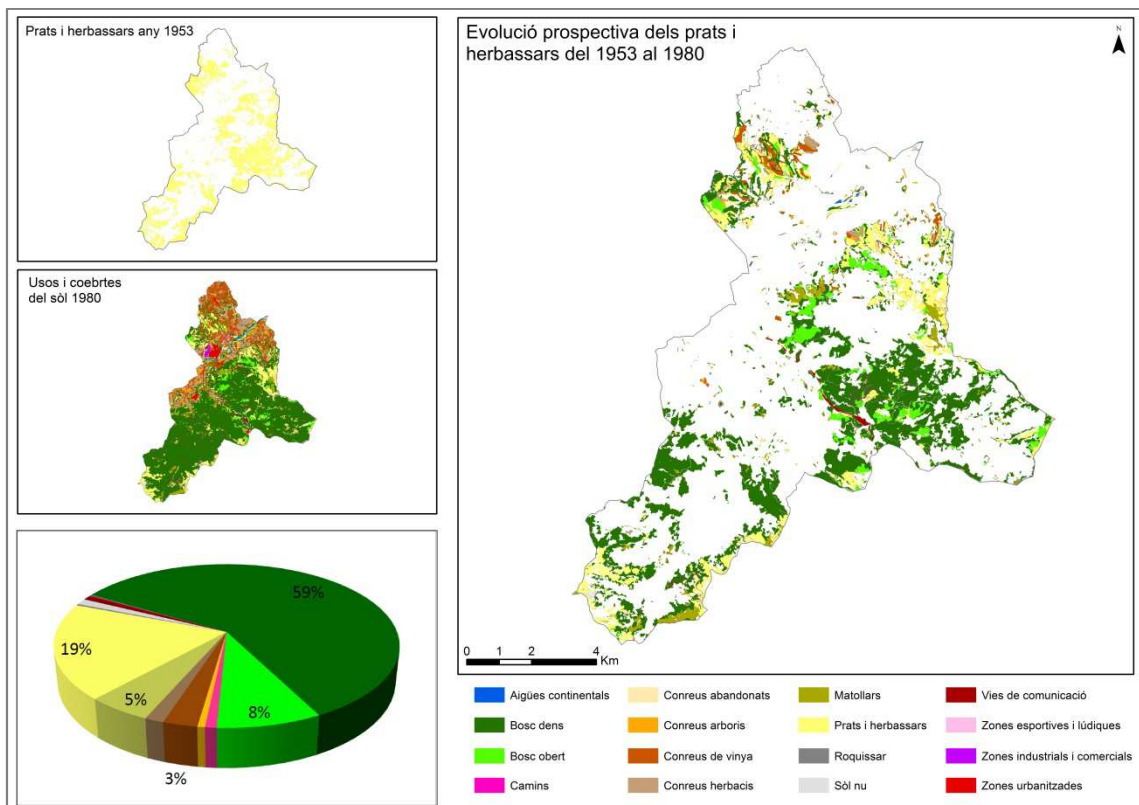 Prats i herbassars any 1953
Usos i coebrtes
del sòl 1980
59%
19%
5%
8%
3%
Evolució prospectiva dels prats i
herbassars del 1953 al 1980
N
0 1 2 4
Km
Aigües continentals
Bosc dens
Bosc obert
Camins
Conreus abandonats
Conreus arboris
Conreus de vinya
Conreus herbacis
Matollars
Prats i herbassars
Roquissar
Sòl nu
Vies de comunicació
Zones esportives i lúdiques
Zones industrials i comercials
Zones urbanitzades